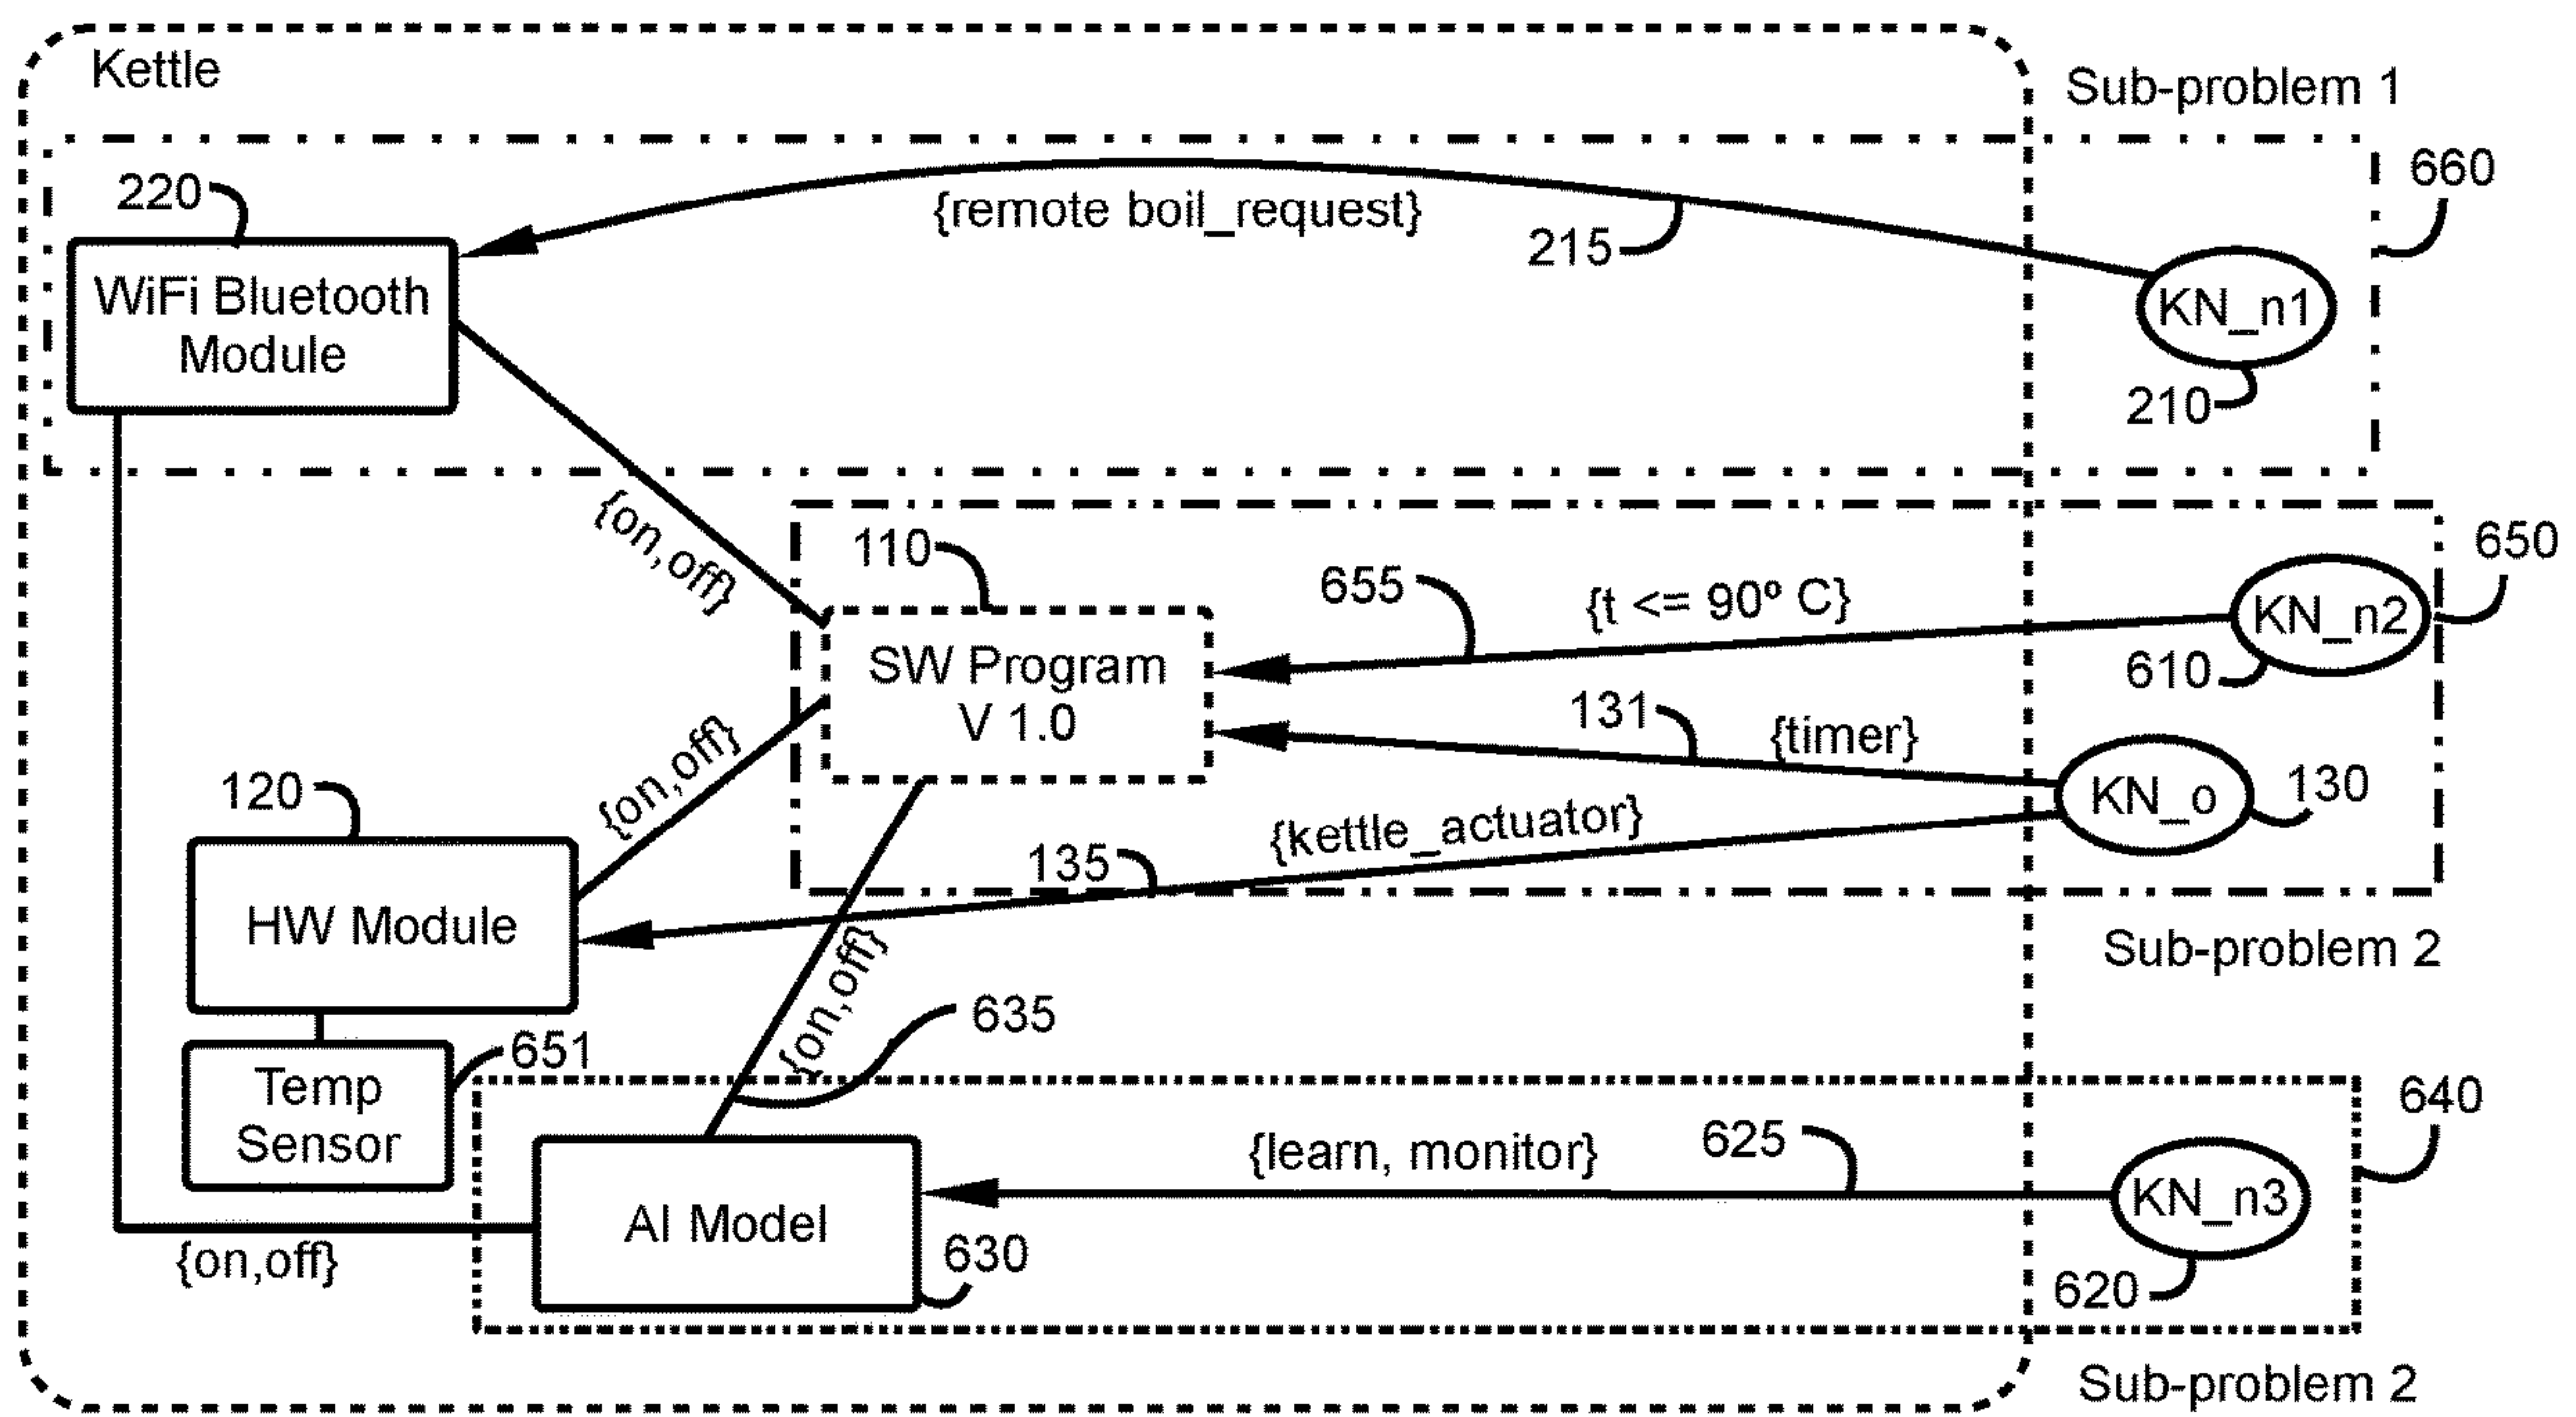 Kettle
Sub-problem 1
660
220
{remote boil_request}
215
WiFi Bluetooth
Module
KN_n1
210
{on,off}
110
650
655
{t <= 90º C}
KN_n2
SW Program
V 1.0
610
131
{timer}
{on,off}
120
KN_o
130
{kettle_actuator}
135
HW Module
Sub-problem 2
{on,off}
635
651
Temp
Sensor
640
{learn, monitor}
625
AI Model
KN_n3
630
{on,off}
620
Sub-problem 2